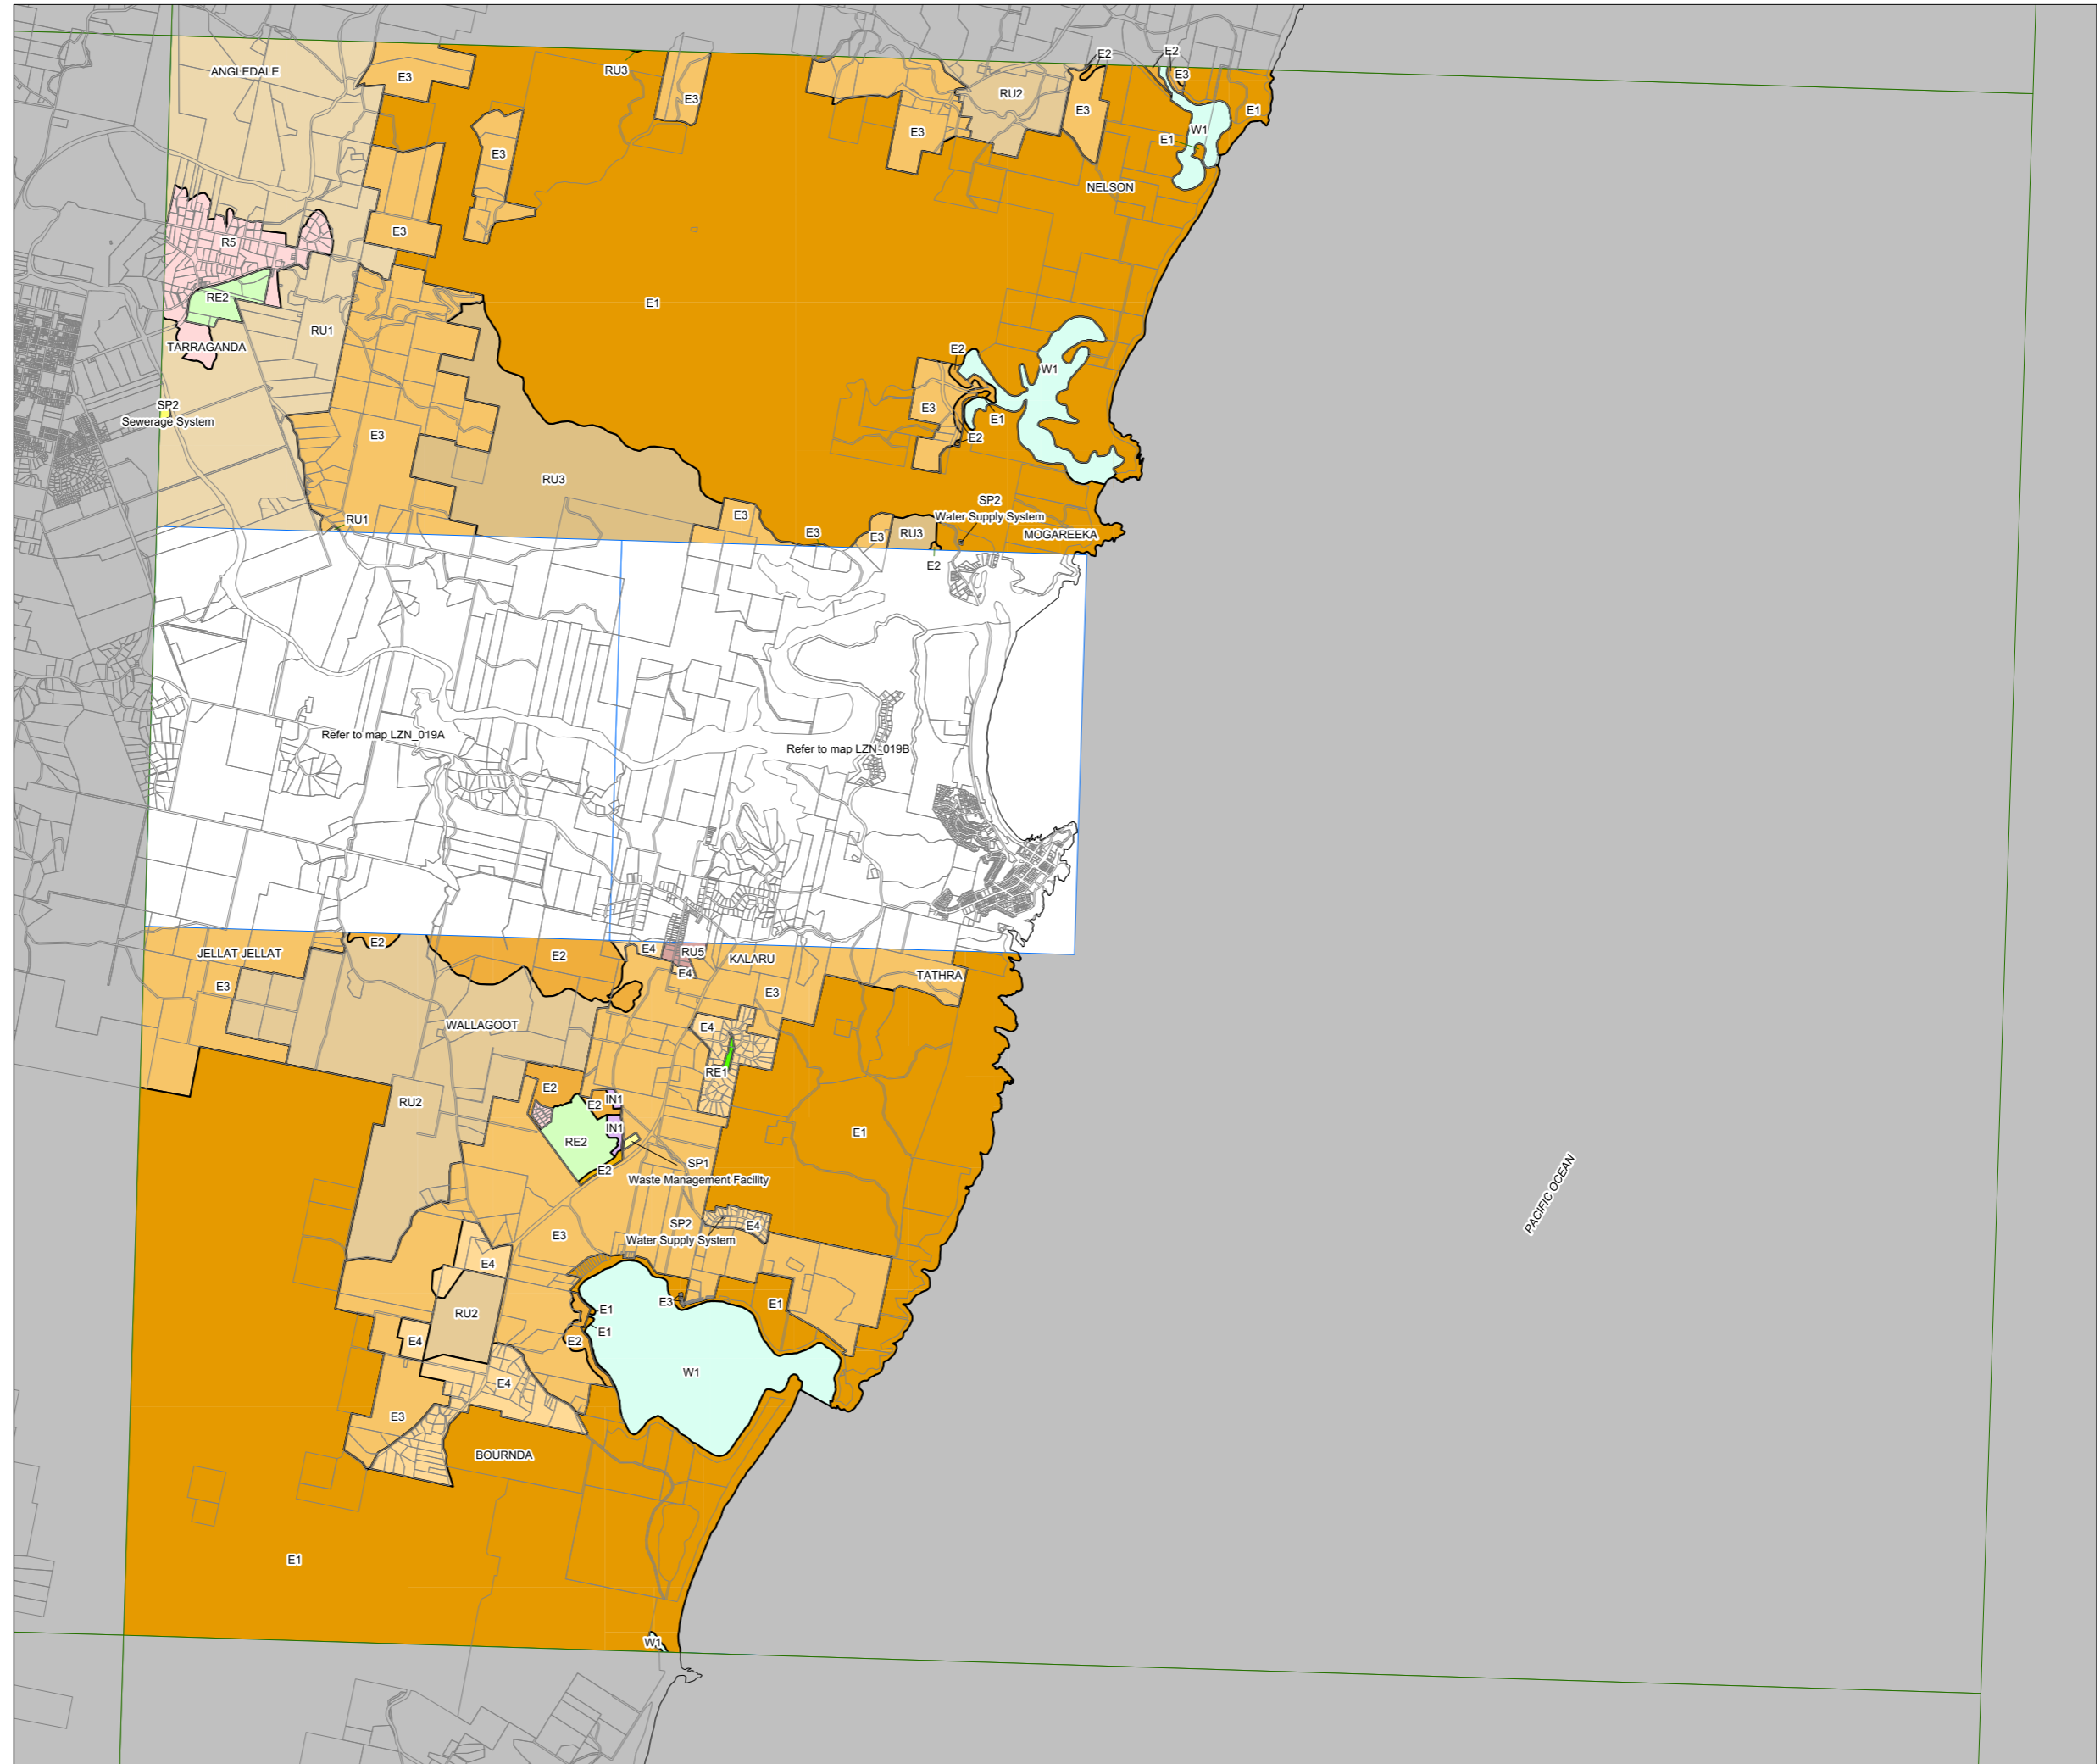 E2
E2
ANGLEDALE
E3
RU3
E3
E3
RU2
E3
E1
E3
E3
W1
E1
E3
NELSON
E3
R5
RE2
E1
RU1
TARRAGANDA
E2
W1
SP2
Sewerage System
E3
E1
E3
E2
RU3
SP2
Water Supply System
RU1
E3
E3
E3
RU3
MOGAREEKA
E2
Refer to map LZN_019A
Refer to map LZN_019B
E2
JELLAT JELLAT
E2
E4
RU5
KALARU
E4
TATHRA
E3
E3
WALLAGOOT
E4
RE1
E2
RU2
E2
IN1
IN1
RE2
E1
E2
SP1
Waste Management Facility
PACIFIC OCEAN
SP2
Water Supply System
E4
E3
E4
E3
E1
E1
RU2
E1
E4
E2
W1
E4
E3
BOURNDA
E1
W1